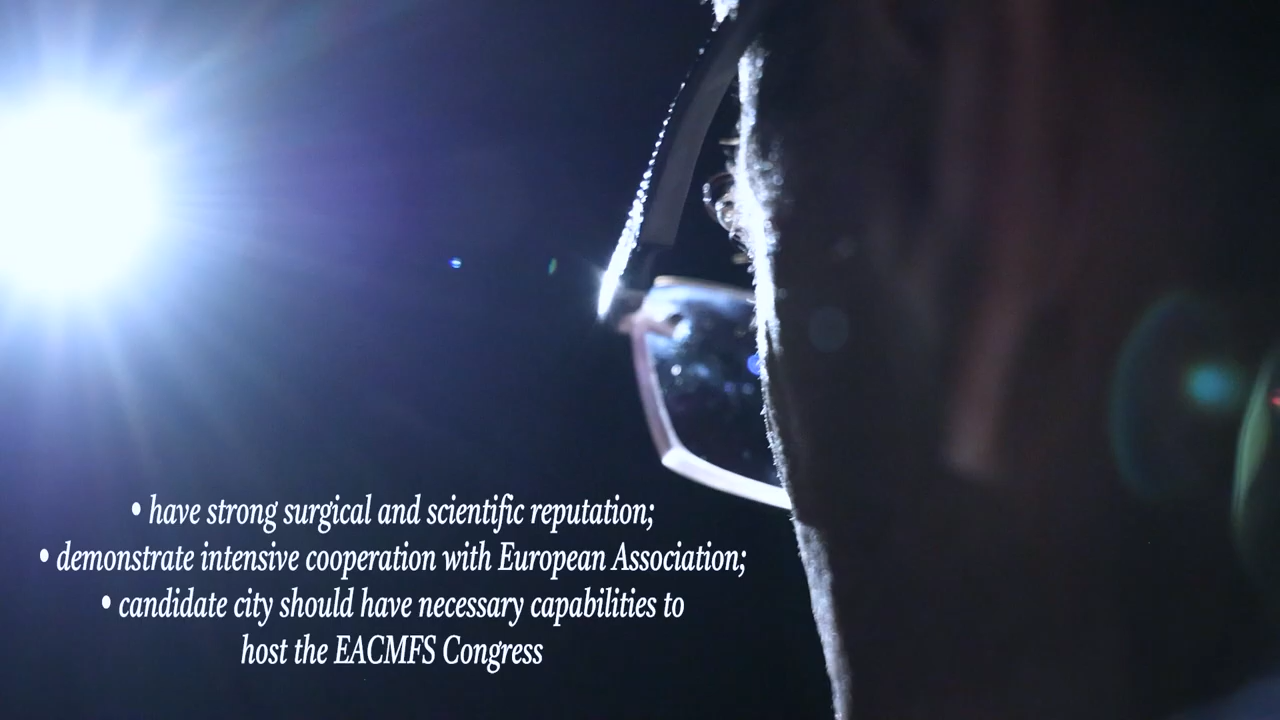 • have strong surgical and scientific reputation;
• demonstrate intensive cooperation with European Association;
• candidate city should have necessary capabilities to
host the EACMFS Congress